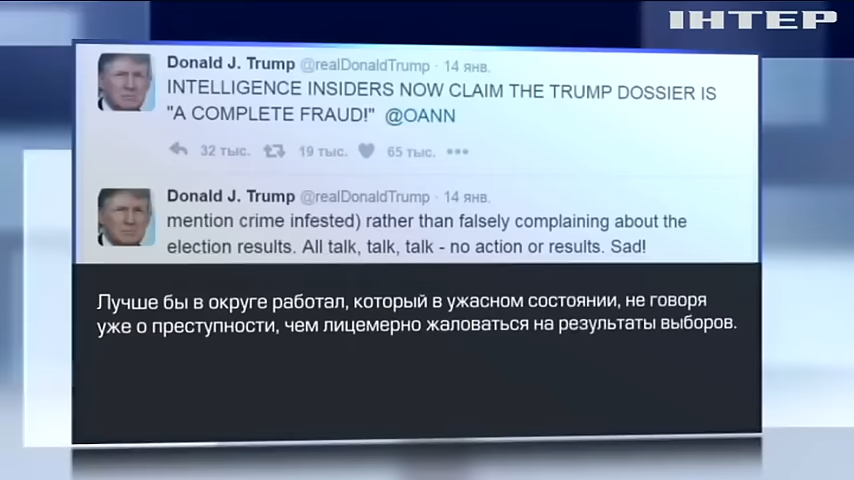 ІНТЕР
Donald J. Trump @realDonaldTrump · 14 янв.
INTELLIGENCE INSIDERS NOW CLAIM THE TRUMP DOSSIER IS
"A COMPLETE FRAUD!" @OANN
32 тыс. 19 тыс. 65 тыс. •••
Donald J. Trump @realDonaldTrump · 14 янв.
mention crime infested) rather than falsely complaining about the
election results. All talk, talk, talk - no action or results. Sad!
Лучше бы в округе работал, который в ужасном состоянии, не говоря
уже о преступности, чем лицемерно жаловаться на результаты выборов.